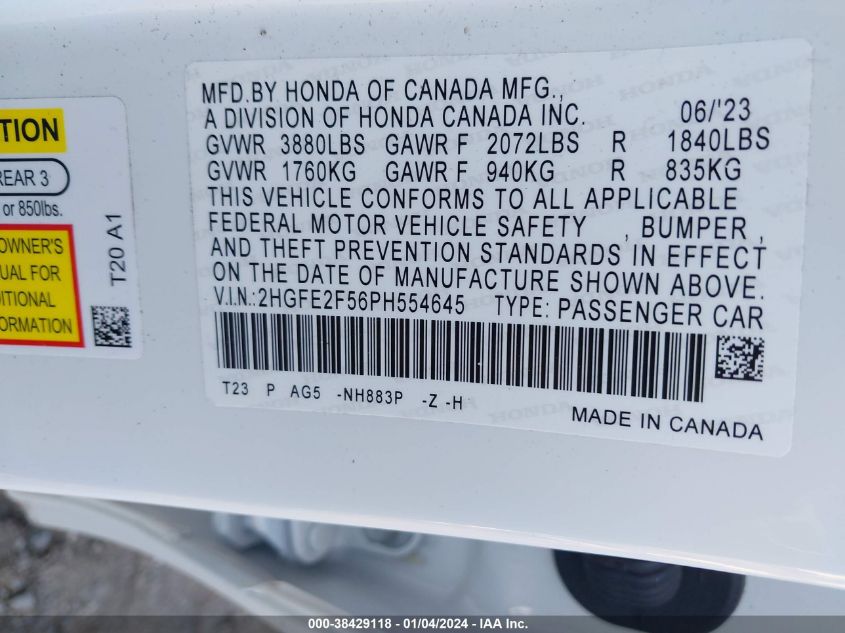 TION
REAR 3
or 850lbs.
OWNER'S
UAL FOR
DITIONAL
FORMATION
T20 A1
MFD.BY HONDA OF CANADA MFG.,
A DIVISION OF HONDA CANADA INC. 06/'23
GVWR 3880LBS GAWR F 2072LBS R 1840LBS
GVWR 1760KG GAWR F 940KG R 835KG
THIS VEHICLE CONFORMS TO ALL APPLICABLE
FEDERAL MOTOR VEHICLE SAFETY , BUMPER ,
AND THEFT PREVENTION STANDARDS IN EFFECT
ON THE DATE OF MANUFACTURE SHOWN ABOVE.
V.I.N.:2HGFE2F56PH554645 TYPE: PASSENGER CAR
T23 P AG5 -NH883P -Z -H
MADE IN CANADA
000-38429118 - 01/04/2024 - IAA Inc.